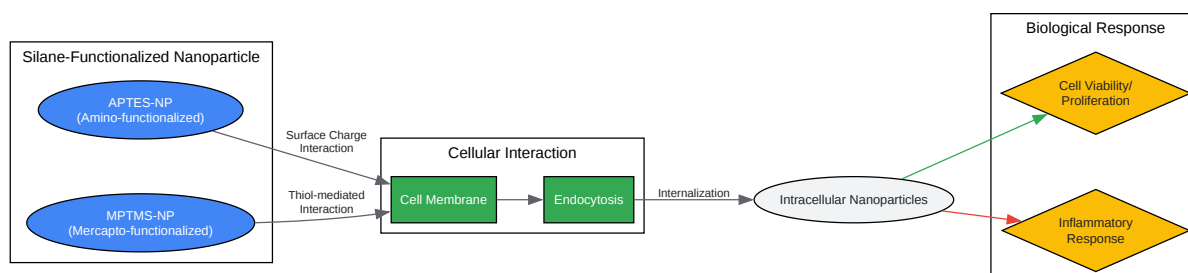 Silane-Functionalized Nanoparticle
APTES-NP
(Amino-functionalized)
MPTMS-NP
(Mercapto-functionalized)
Surface Charge
Interaction
Thiol-mediated
Interaction
Cellular Interaction
Cell Membrane
Endocytosis
Internalization
Intracellular Nanoparticles
Biological Response
Cell Viability/
Proliferation
Inflammatory
Response